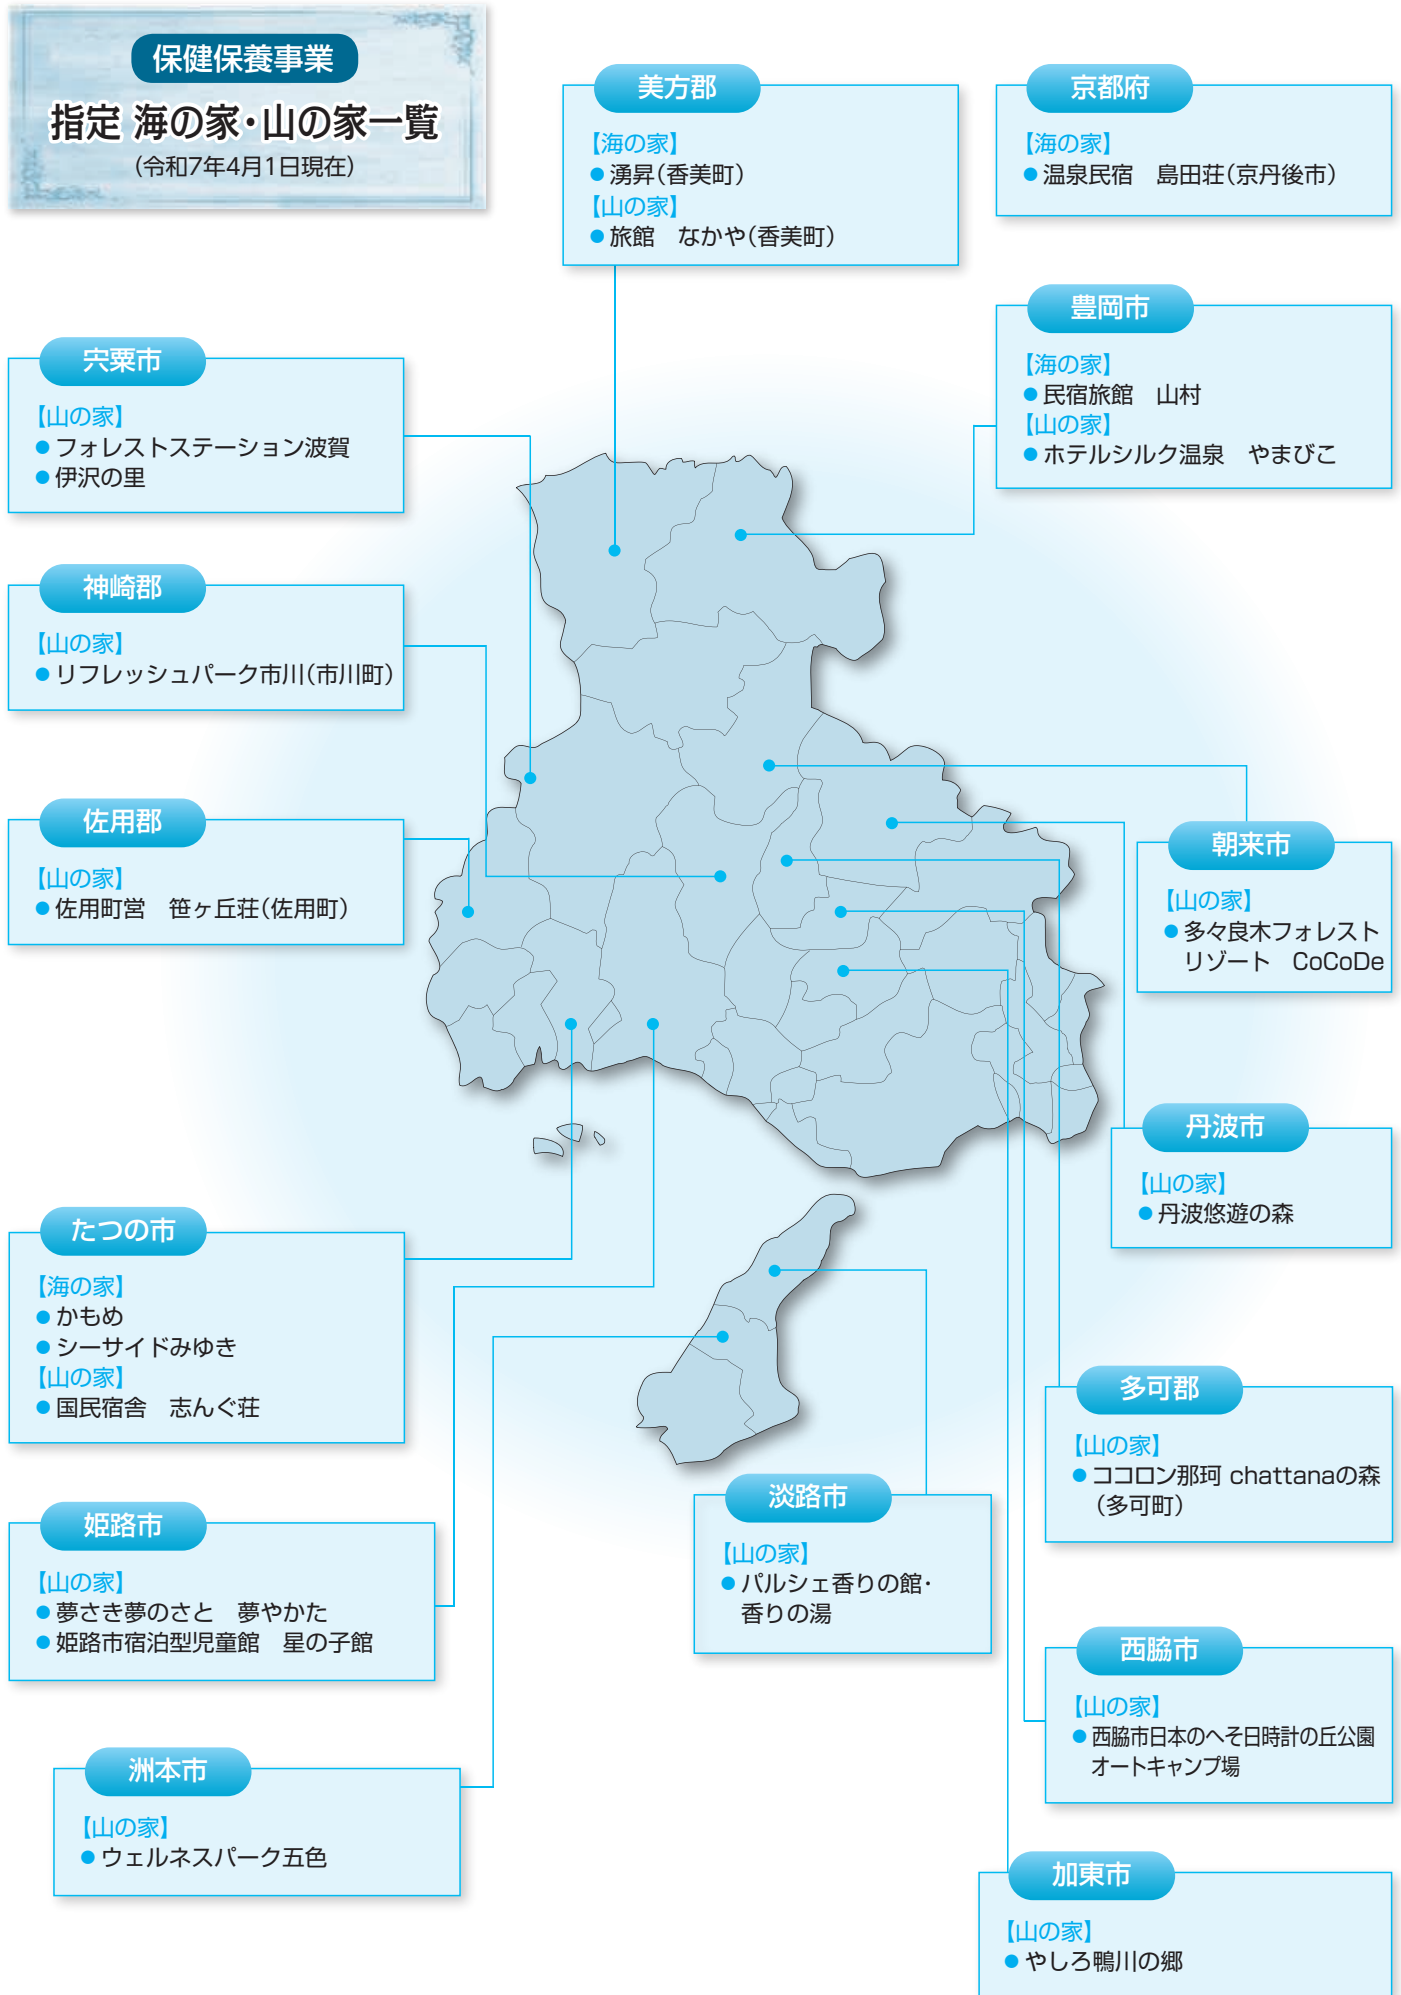 保健保養事業
指定 海の家・山の家一覧
(令和7年4月1日現在)
美方郡
【海の家】
●湧昇(香美町)
【山の家】
●旅館　なかや(香美町)
京都府
【海の家】
●温泉民宿　島田荘(京丹後市)
豊岡市
【海の家】
●民宿旅館　山村
【山の家】
●ホテルシルク温泉　やまびこ
宍粟市
【山の家】
●フォレストステーション波賀
●伊沢の里
神崎郡
【山の家】
●リフレッシュパーク市川(市川町)
佐用郡
【山の家】
●佐用町営　笹ヶ丘荘(佐用町)
朝来市
【山の家】
●多々良木フォレスト
リゾート　CoCoDe
丹波市
【山の家】
●丹波悠遊の森
たつの市
【海の家】
●かもめ
●シーサイドみゆき
【山の家】
●国民宿舎　志んぐ荘
多可郡
【山の家】
●ココロン那珂 chattanaの森
(多可町)
淡路市
【山の家】
●パルシェ香りの館・
香りの湯
姫路市
【山の家】
●夢さき夢のさと　夢やかた
●姫路市宿泊型児童館　星の子館
西脇市
【山の家】
●西脇市日本のへそ日時計の丘公園
オートキャンプ場
洲本市
【山の家】
●ウェルネスパーク五色
加東市
【山の家】
●やしろ鴨川の郷